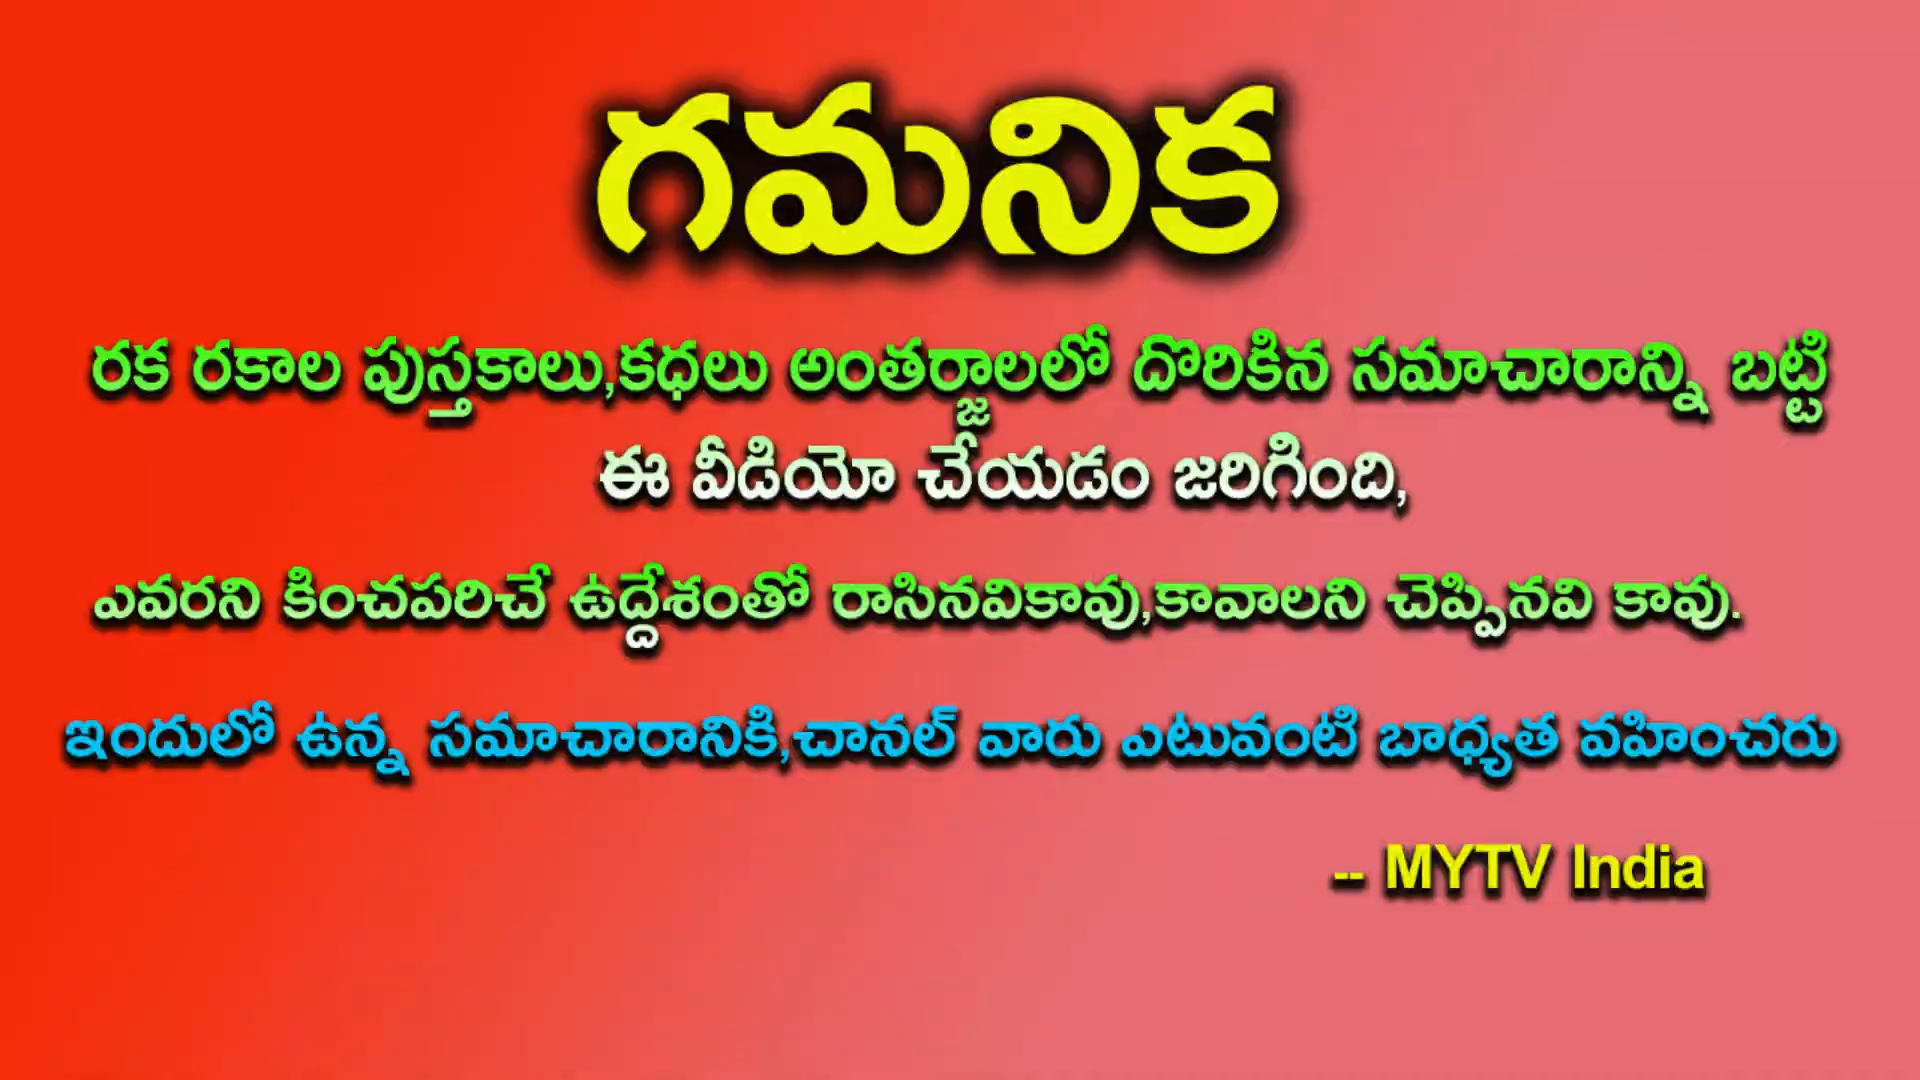 గమనిక
రక రకాల పుస్తకాలు,కధలు అంతర్జాలలో దొరికిన సమాచారాన్ని బట్టి
ఈ వీడియో చేయడం జరిగింది,
ఎవరని కించపరిచే ఉద్దేశంతో రాసినవికావు,కావాలని చెప్పినవి కావు.
ఇందులో ఉన్న సమాచారానికి,చానల్ వారు ఎటువంటి బాధ్యత వహించరు
-- MYTV India